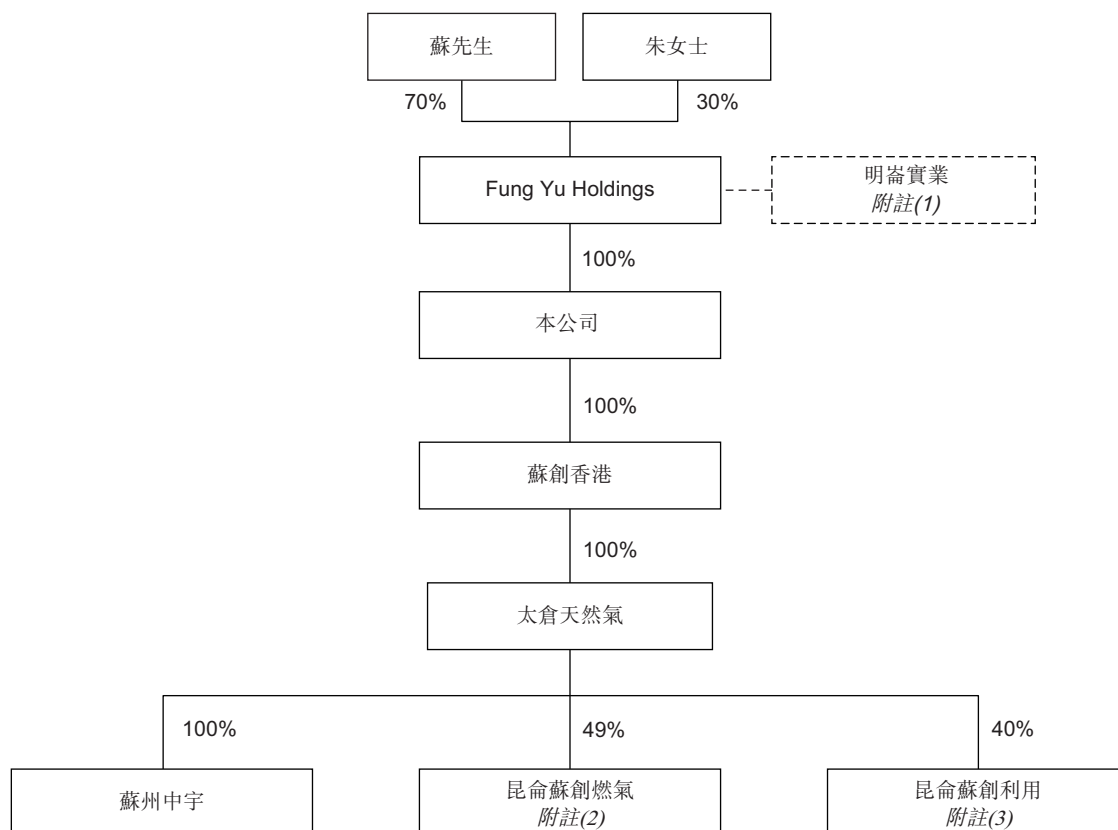 蘇先生
朱女士
70%
30%
Fung Yu Holdings
明崙實業
附註(1)
100%
本公司
100%
蘇創香港
100%
太倉天然氣
100%
49%
40%
蘇州中宇
昆侖蘇創燃氣
附註(2)
昆侖蘇創利用
附註(3)